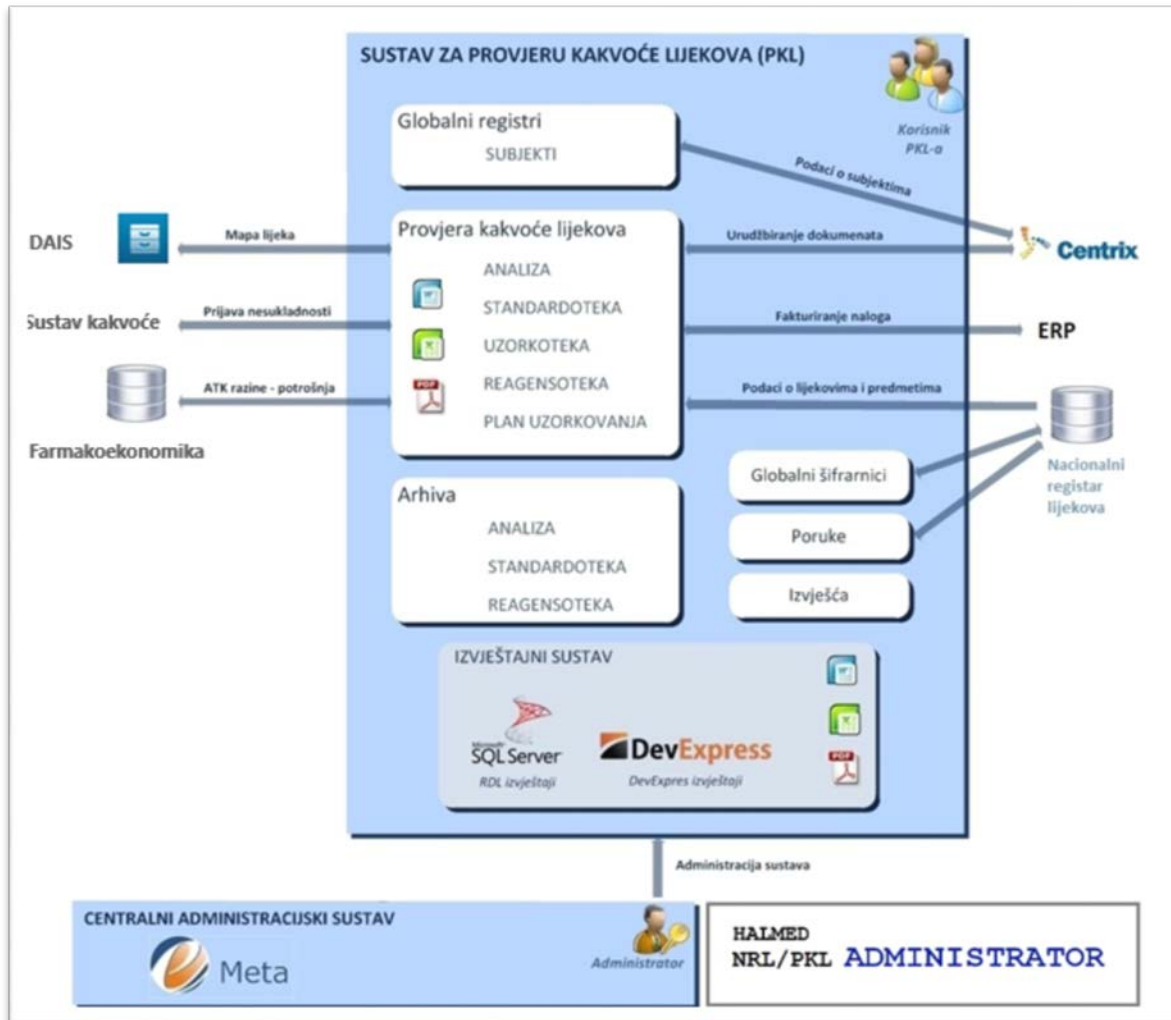 SUSTAV ZA PROVJERU KAKVOĆE LIJEKOVA (PKL)
Korisnik
PKL-a
Globalni registri
SUBJEKTI
Podaci o subjektima
DAIS
Mapa lijeka
Provjera kakvoće lijekova
Urudžbiranje dokumenata
Centrix
ANALIZA
STANDARDOTEKA
UZORKOTEKA
REAGENSOTEKA
PLAN UZORKOVANJA
PDF
Sustav kakvoće
Prijava nesukladnosti
Fakturiranje naloga
ERP
ATK razine - potrošnja
Podaci o lijekovima i predmetima
Farmakoekonomika
Nacionalni
registar
lijekova
Globalni šifrarnici
Poruke
Izvješća
Arhiva
ANALIZA
STANDARDOTEKA
REAGENSOTEKA
IZVJEŠTAJNI SUSTAV
Microsoft
SQL Server
RDL izvještaji
DevExpress
DevExpres izvještaji
PDF
Administracija sustava
CENTRALNI ADMINISTRACIJSKI SUSTAV
Meta
Administrator
HALMED
NRL/PKL ADMINISTRATOR